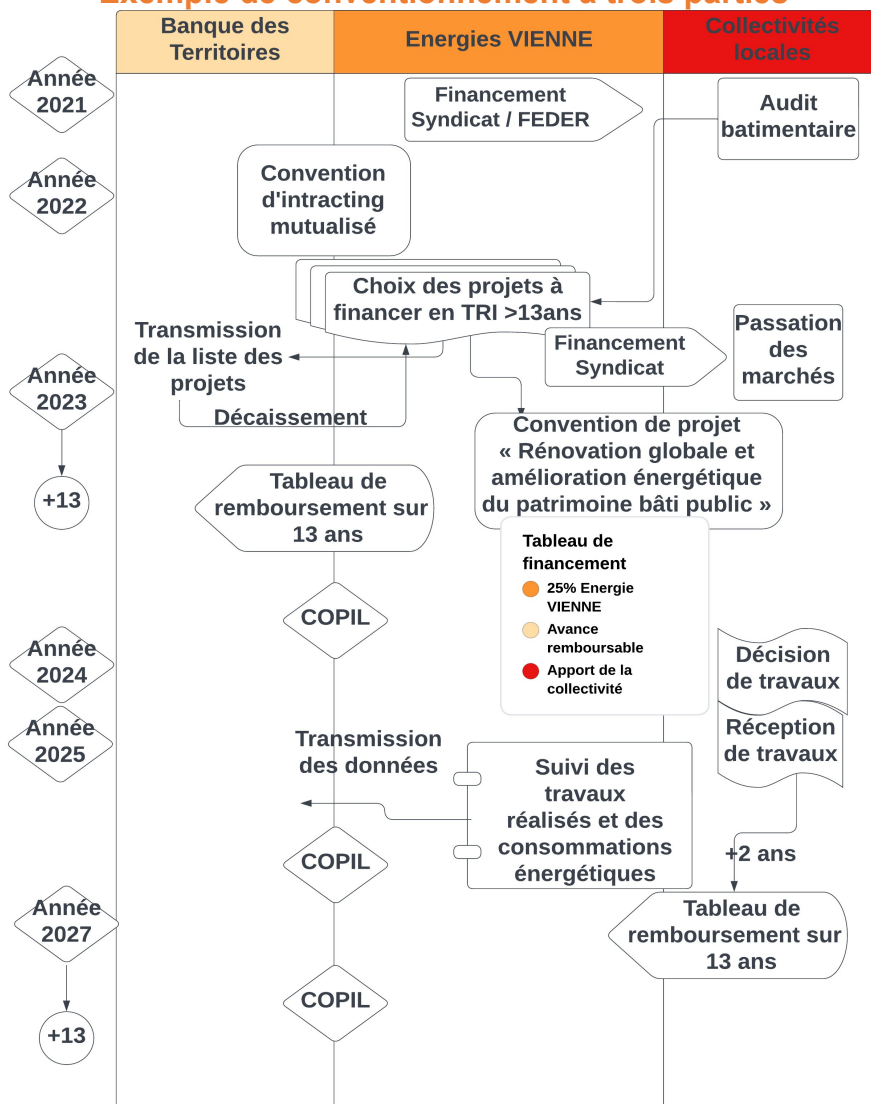 Exemple de conventionnement à trois parties
Banque des
Territoires
Energies VIENNE
Collectivités
locales
Année
2021
Financement
Syndicat / FEDER
Audit
batimentaire
Année
2022
Convention
d'intracting
mutualisé
Choix des projets à
financer en TRI >13ans
Transmission
de la liste des
projets
Financement
Syndicat
Passation
des
marchés
Année
2023
Décaissement
Convention de projet
« Rénovation globale et
amélioration énergétique
du patrimoine bâti public »
+13
Tableau de
remboursement sur
13 ans
Tableau de
financement
25% Energie
VIENNE
Avance
remboursable
Apport de la
collectivité
COPIL
Année
2024
Décision
de travaux
Année
2025
Réception
de travaux
Transmission
des données
Suivi des
travaux
réalisés et des
consommations
énergétiques
COPIL
+2 ans
Année
2027
Tableau de
remboursement sur
13 ans
COPIL
+13